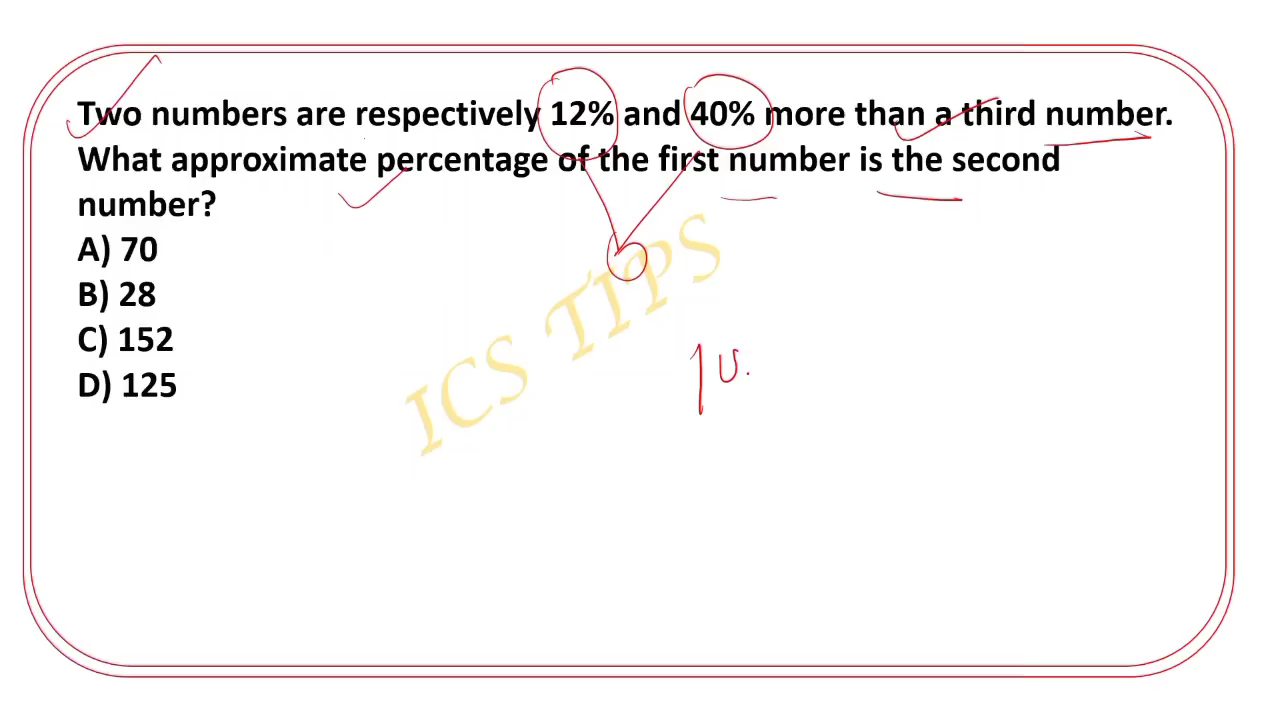 Two numbers are respectively 12% and 40% more than a third number.
What approximate percentage of the first number is the second
number?
A) 70
B) 28
C) 152
D) 125
ICS TIPS